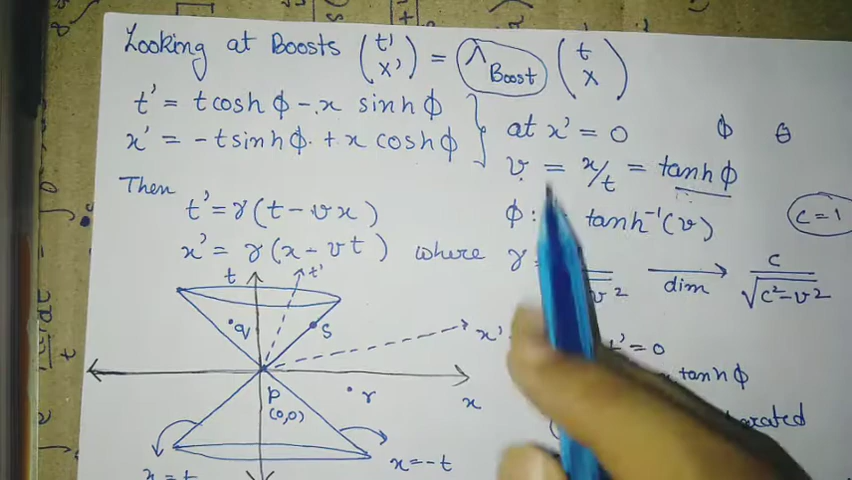 Looking at Boosts (t' x') = Λ Boost (t x)
t' = t cosh ϕ - x sinh ϕ
x' = -t sinh ϕ + x cosh ϕ
at x' = 0
ϕ θ
v = x/t = tanh ϕ
Then
t' = γ(t - vx)
ϕ: tanh⁻¹(v)
c = 1
x' = γ(x - vt) where γ =
v²
dim
c
√c² - v²
t
t'
q
s
x'
t' = 0
tanh ϕ
p
(0,0)
r
x
x = t
x = -t